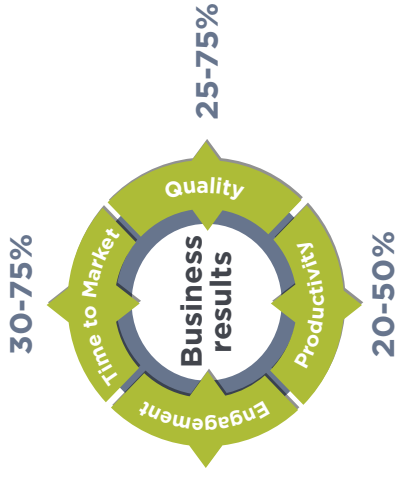 25-75%
Quality
30-75%
Time to Market
Business
results
Productivity
20-50%
Engagement